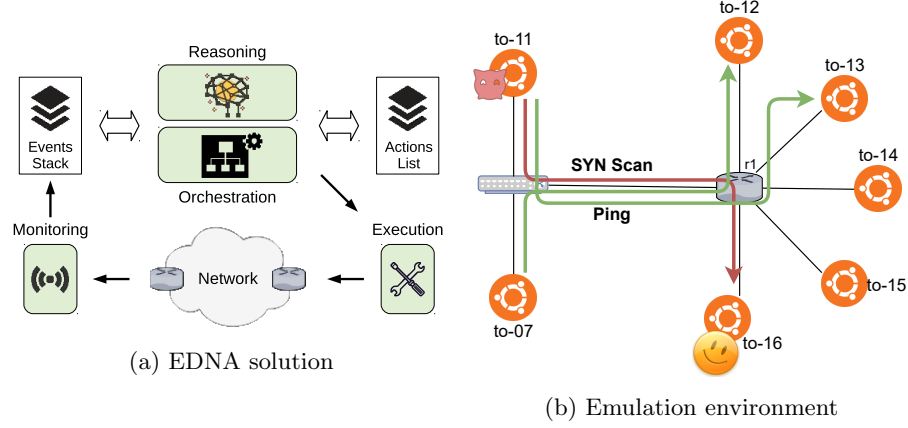 Reasoning
Events
Stack
Actions
List
Orchestration
Monitoring
Execution
Network
(a) EDNA solution
to-12
to-11
to-13
SYN Scan
r1
to-14
Ping
to-15
to-07
to-16
(b) Emulation environment